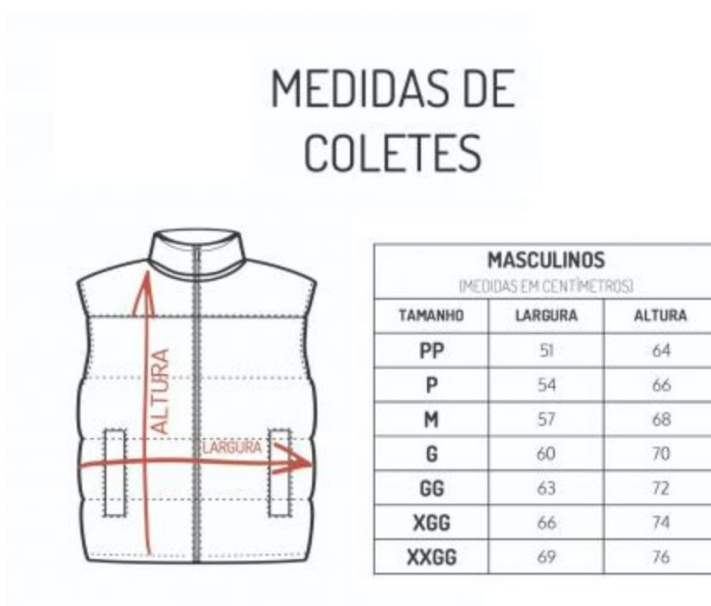 MEDIDAS DE
COLETES
ALTURA
LARGURA
MASCULINOS
(MEDIDAS EM CENTÍMETROS)
TAMANHO LARGURA ALTURA
PP 51 64
P 54 66
M 57 68
G 60 70
GG 63 72
XGG 66 74
XXGG 69 76